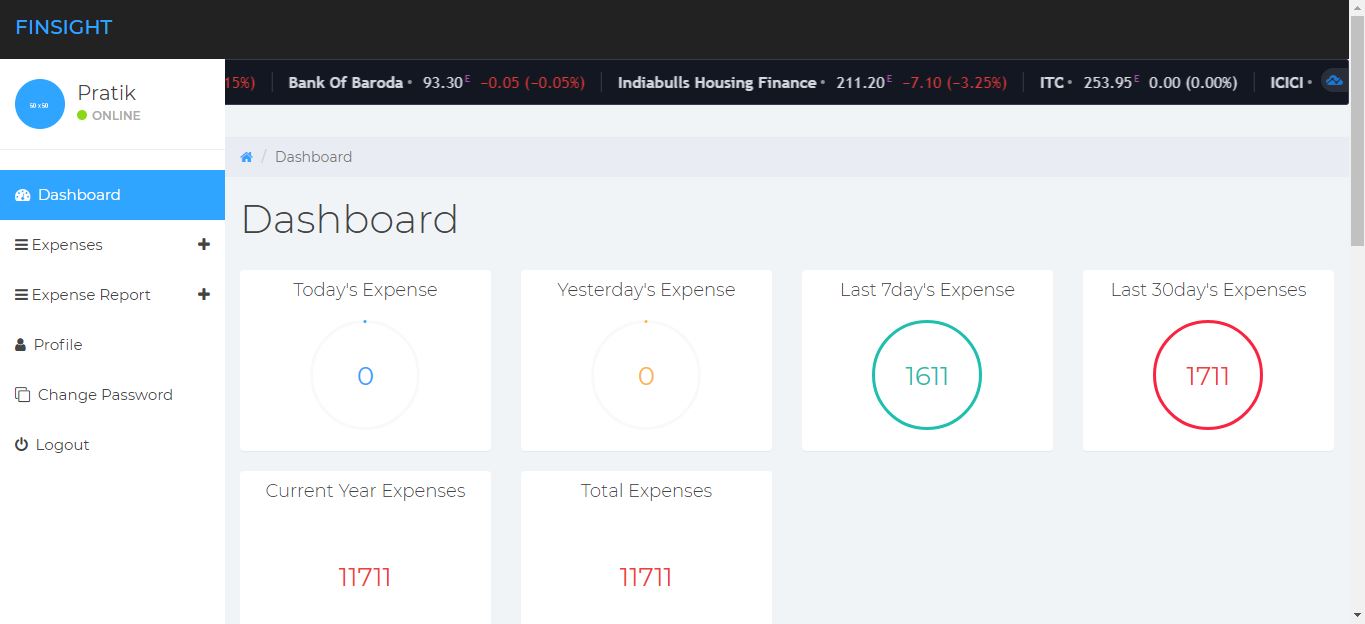 FINSIGHT
50 x 50
Pratik
ONLINE
15%) Bank Of Baroda • 93.30 E −0.05 (−0.05%) Indiabulls Housing Finance • 211.20 E −7.10 (−3.25%) ITC • 253.95 E 0.00 (0.00%) ICICI •
/ Dashboard
Dashboard
Expenses
Expense Report
Profile
Change Password
Logout
Dashboard
Today's Expense
0
Yesterday's Expense
0
Last 7day's Expense
1611
Last 30day's Expenses
1711
Current Year Expenses
11711
Total Expenses
11711